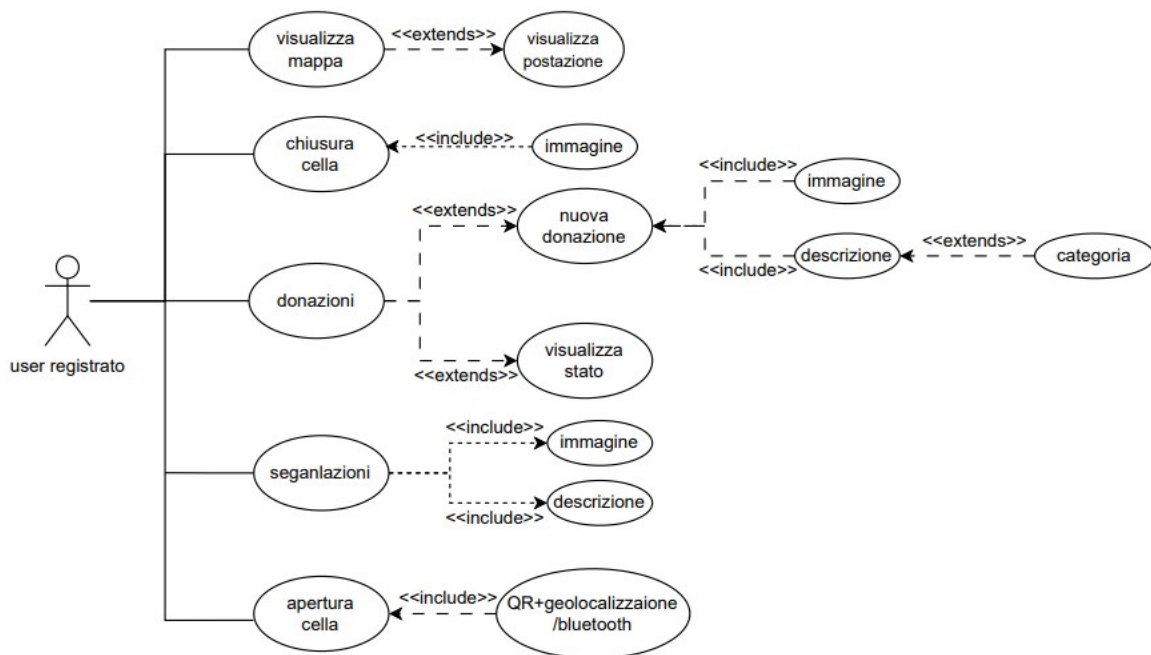 visualizza
mappa
<<extends>>
visualizza
postazione
chiusura
cella
<<include>>
immagine
<<extends>>
nuova
donazione
<<include>>
immagine
<<include>>
descrizione
<<extends>>
categoria
user registrato
donazioni
<<extends>>
visualizza
stato
seganlazioni
<<include>>
immagine
<<include>>
descrizione
apertura
cella
<<include>>
QR+geolocalizzaione
/bluetooth